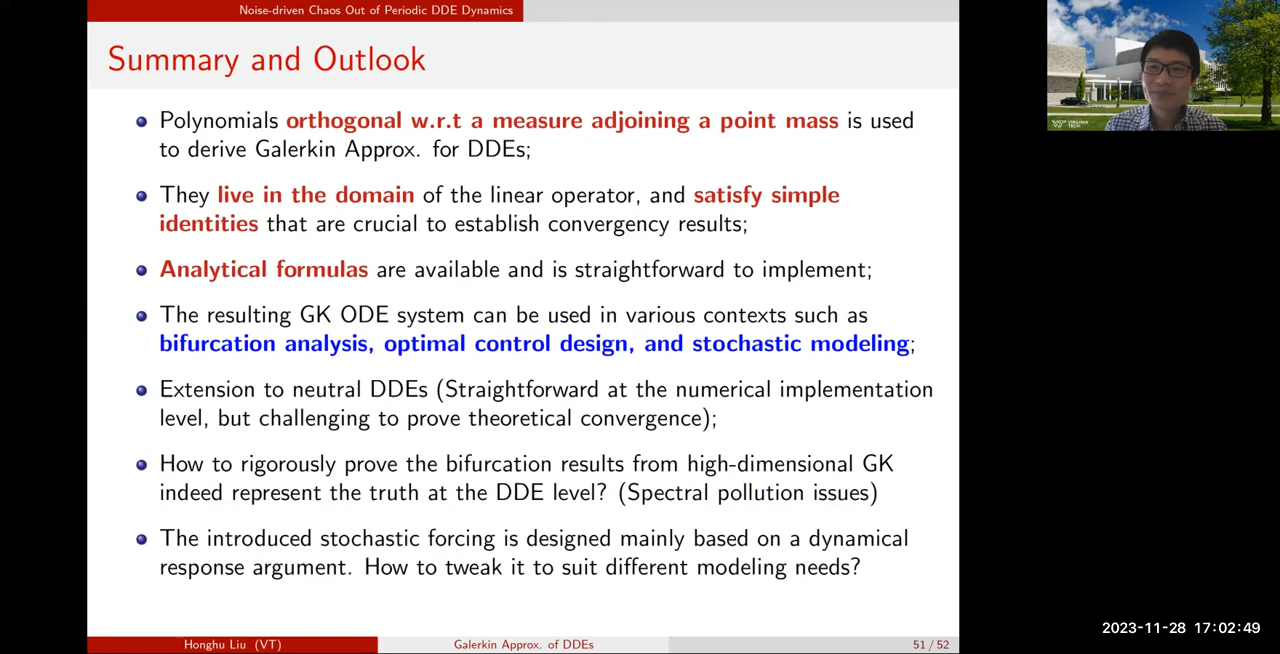 Noise-driven Chaos Out of Periodic DDE Dynamics
Summary and Outlook
Polynomials orthogonal w.r.t a measure adjoining a point mass is used
to derive Galerkin Approx. for DDEs;
They live in the domain of the linear operator, and satisfy simple
identities that are crucial to establish convergency results;
Analytical formulas are available and is straightforward to implement;
The resulting GK ODE system can be used in various contexts such as
bifurcation analysis, optimal control design, and stochastic modeling;
Extension to neutral DDEs (Straightforward at the numerical implementation
level, but challenging to prove theoretical convergence);
How to rigorously prove the bifurcation results from high-dimensional GK
indeed represent the truth at the DDE level? (Spectral pollution issues)
The introduced stochastic forcing is designed mainly based on a dynamical
response argument. How to tweak it to suit different modeling needs?
Honghu Liu (VT)
Galerkin Approx. of DDEs
51 / 52
VIRGINIA
TECH
2023-11-28 17:02:49